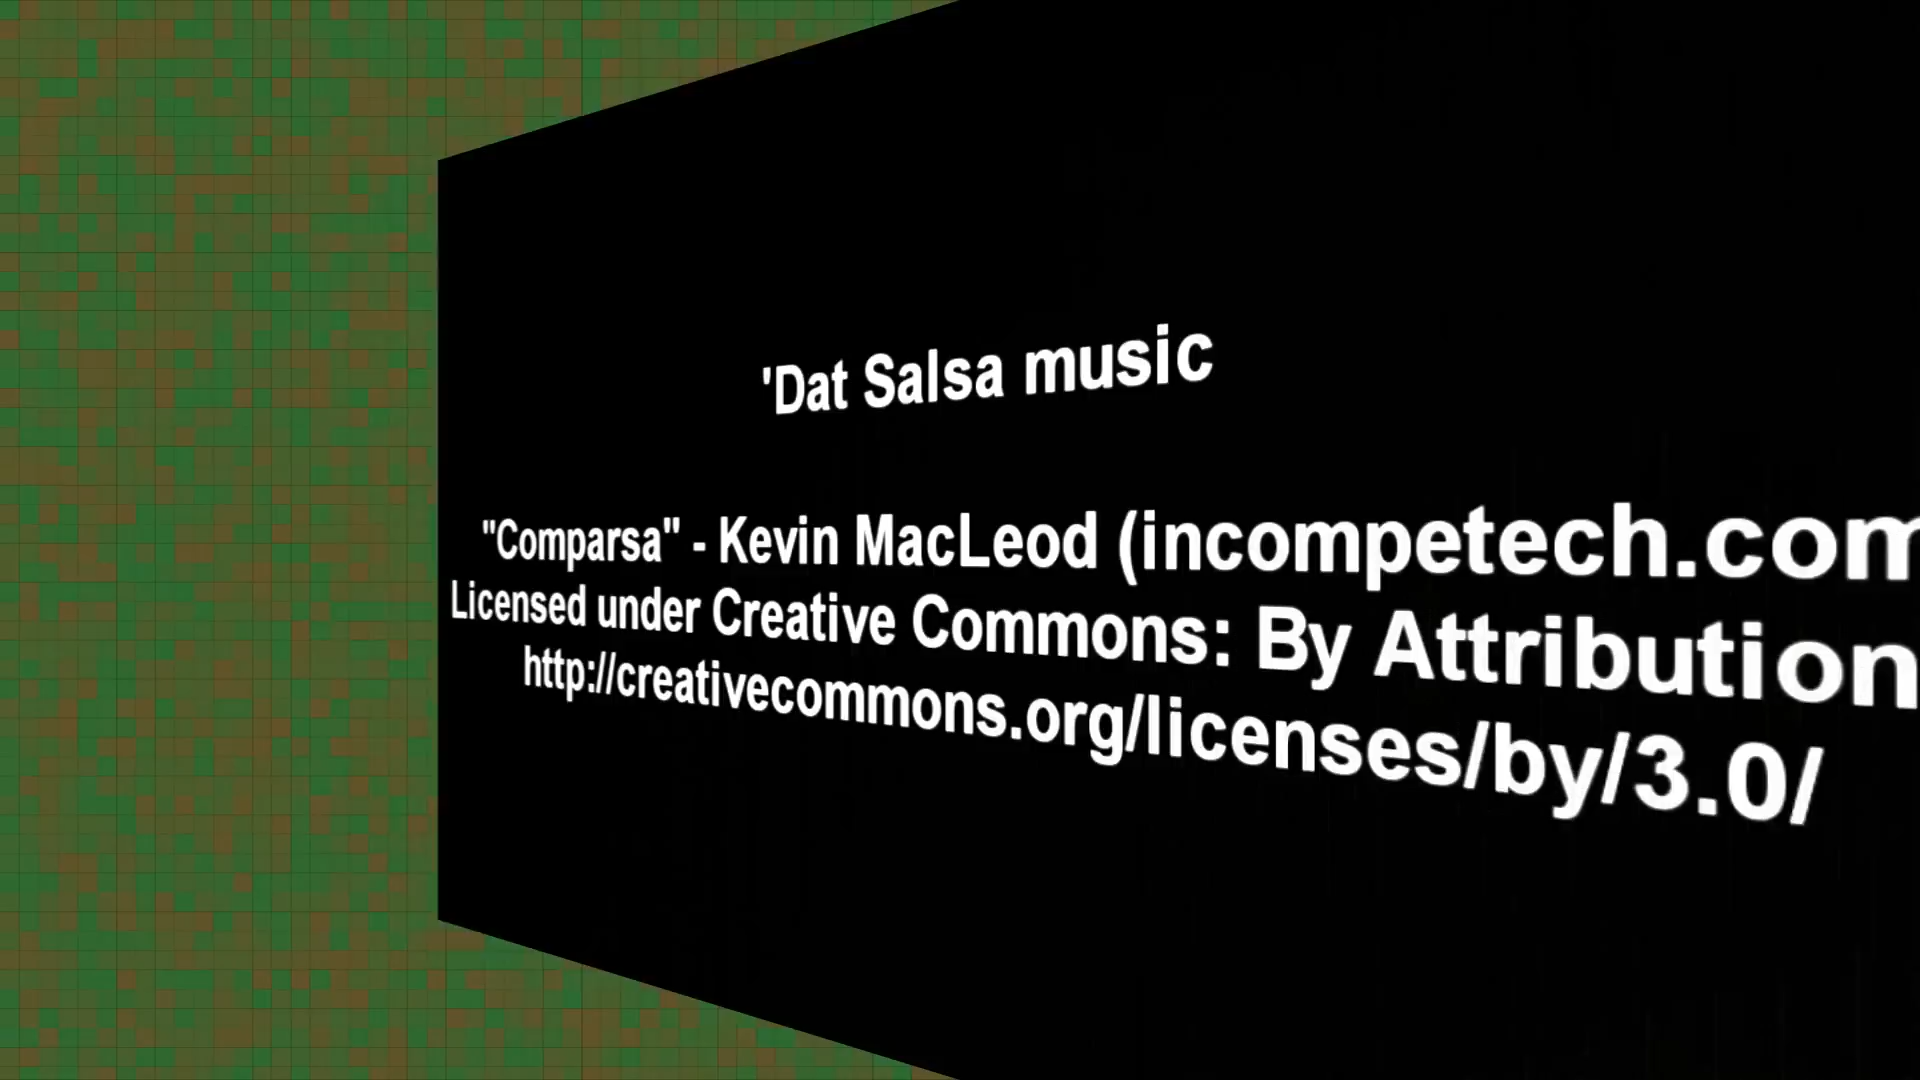 'Dat Salsa music
"Comparsa" - Kevin MacLeod (incompetech.com
Licensed under Creative Commons: By Attribution
http://creativecommons.org/licenses/by/3.0/